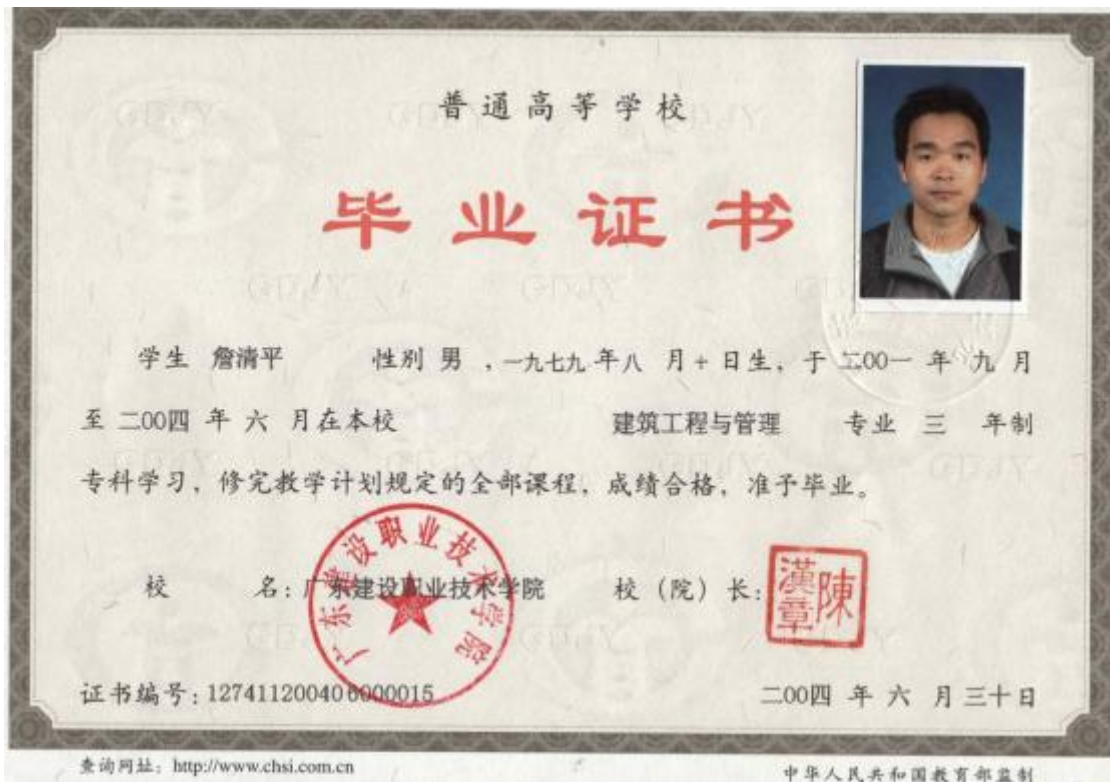 普通高等学校
毕业证书
学生 詹清平 性别 男 ，一九七九 年八 月十日生，于 二00一 年 九 月
至 二00四 年 六 月在本校 建筑工程与管理 专业 三 年制
专科学习，修完教学计划规定的全部课程，成绩合格，准予毕业。
校 名：广东建设职业技术学院 校（院）长：
广东建设职业技术学院
陳漢章
证书编号：127411200406000015 二00四 年 六 月三十日
查询网址：http://www.chsi.com.cn 中华人民共和国教育部监制